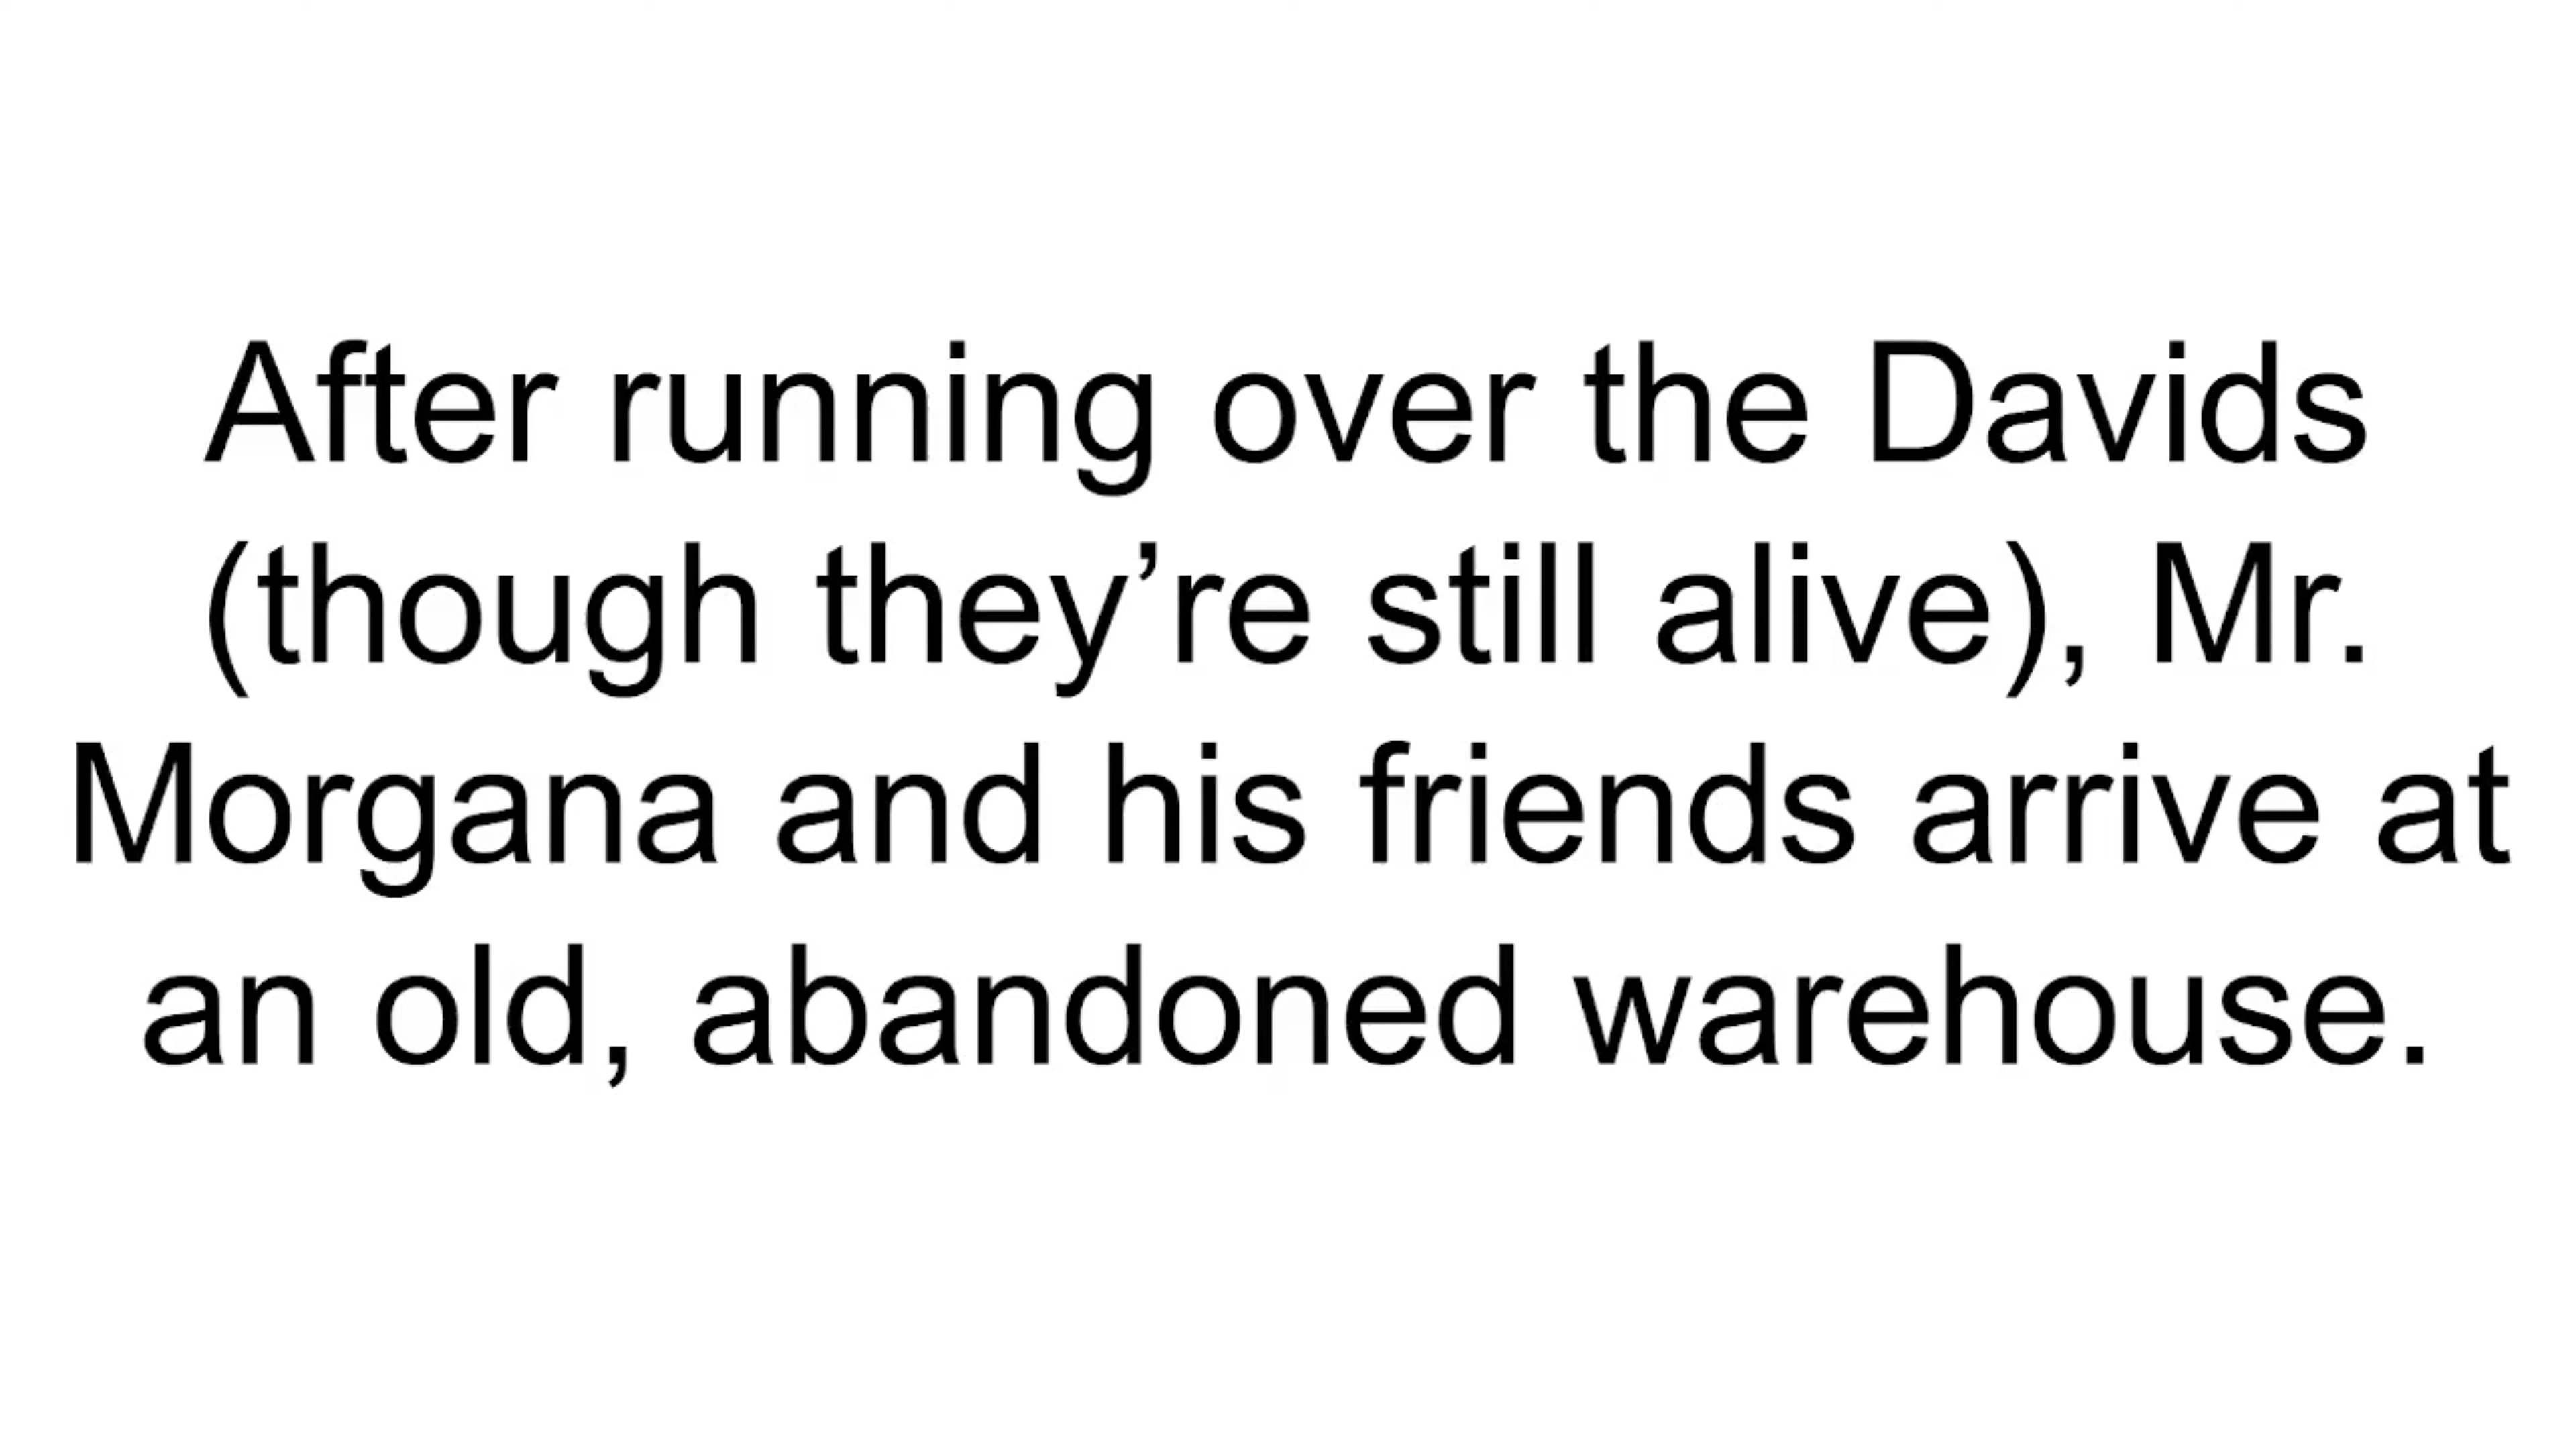 After running over the Davids
(though they’re still alive), Mr.
Morgana and his friends arrive at
an old, abandoned warehouse.